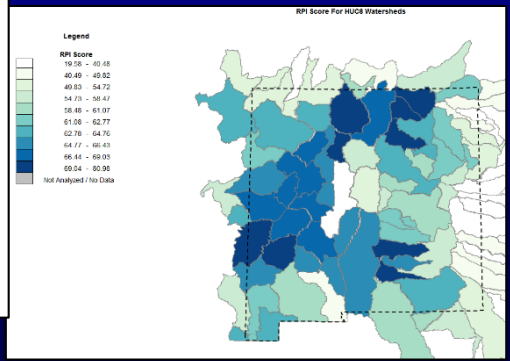 RPI Score For HUC8 Watersheds
Legend
RPI Score
19.58 - 40.48
40.49 - 49.82
49.83 - 54.72
54.73 - 58.47
58.48 - 61.07
61.08 - 62.77
62.78 - 64.76
64.77 - 66.43
66.44 - 69.03
69.04 - 80.98
Not Analyzed / No Data